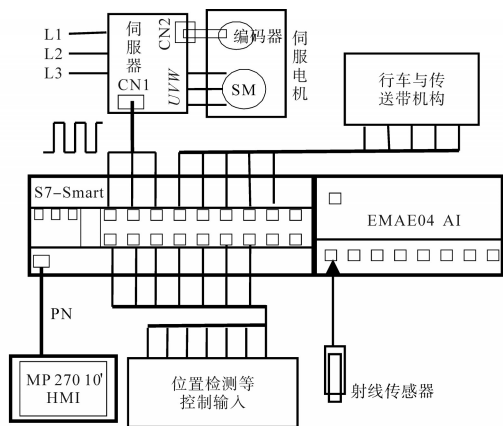 L1
L2
L3
伺服器
CN2
CN1
UVW
编码器
SM
伺服电机
行车与传
送带机构
S7-Smart
EMAE04 AI
PN
MP 270 10'
HMI
位置检测等
控制输入
射线传感器